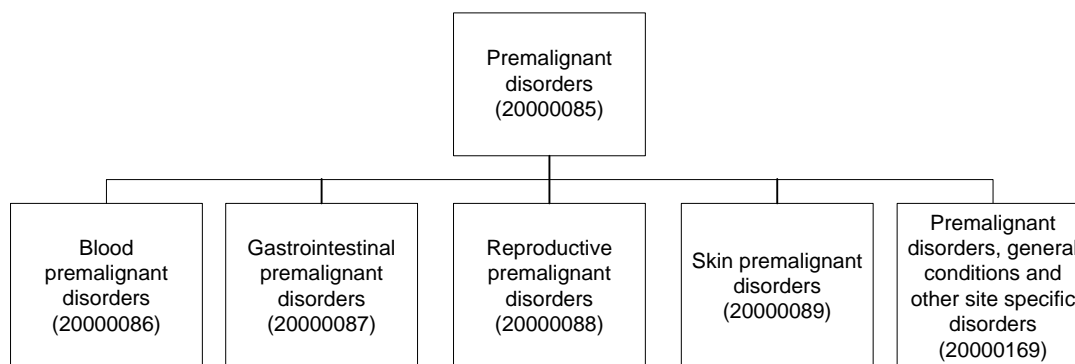 Premalignant
disorders
(20000085)
Blood
premalignant
disorders
(20000086)
Gastrointestinal
premalignant
disorders
(20000087)
Reproductive
premalignant
disorders
(20000088)
Skin premalignant
disorders
(20000089)
Premalignant
disorders, general
conditions and
other site specific
disorders
(20000169)